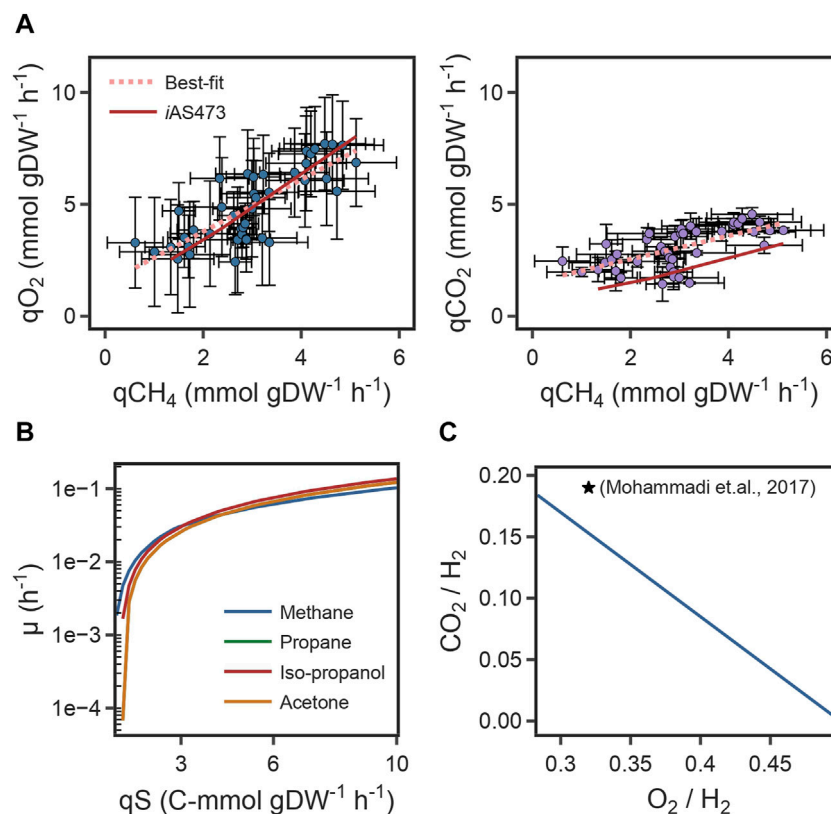 A
Best-fit
iAS473
10
5
0
qO₂ (mmol gDW⁻¹ h⁻¹)
0 2 4 6
qCH₄ (mmol gDW⁻¹ h⁻¹)
10
5
0
qCO₂ (mmol gDW⁻¹ h⁻¹)
0 2 4 6
qCH₄ (mmol gDW⁻¹ h⁻¹)
B
1e−1
1e−2
1e−3
1e−4
μ (h⁻¹)
Methane
Propane
Iso-propanol
Acetone
3 6 10
qS (C-mmol gDW⁻¹ h⁻¹)
C
0.20
0.15
0.10
0.05
0.00
CO₂ / H₂
(Mohammadi et.al., 2017)
0.3 0.35 0.4 0.45
O₂ / H₂